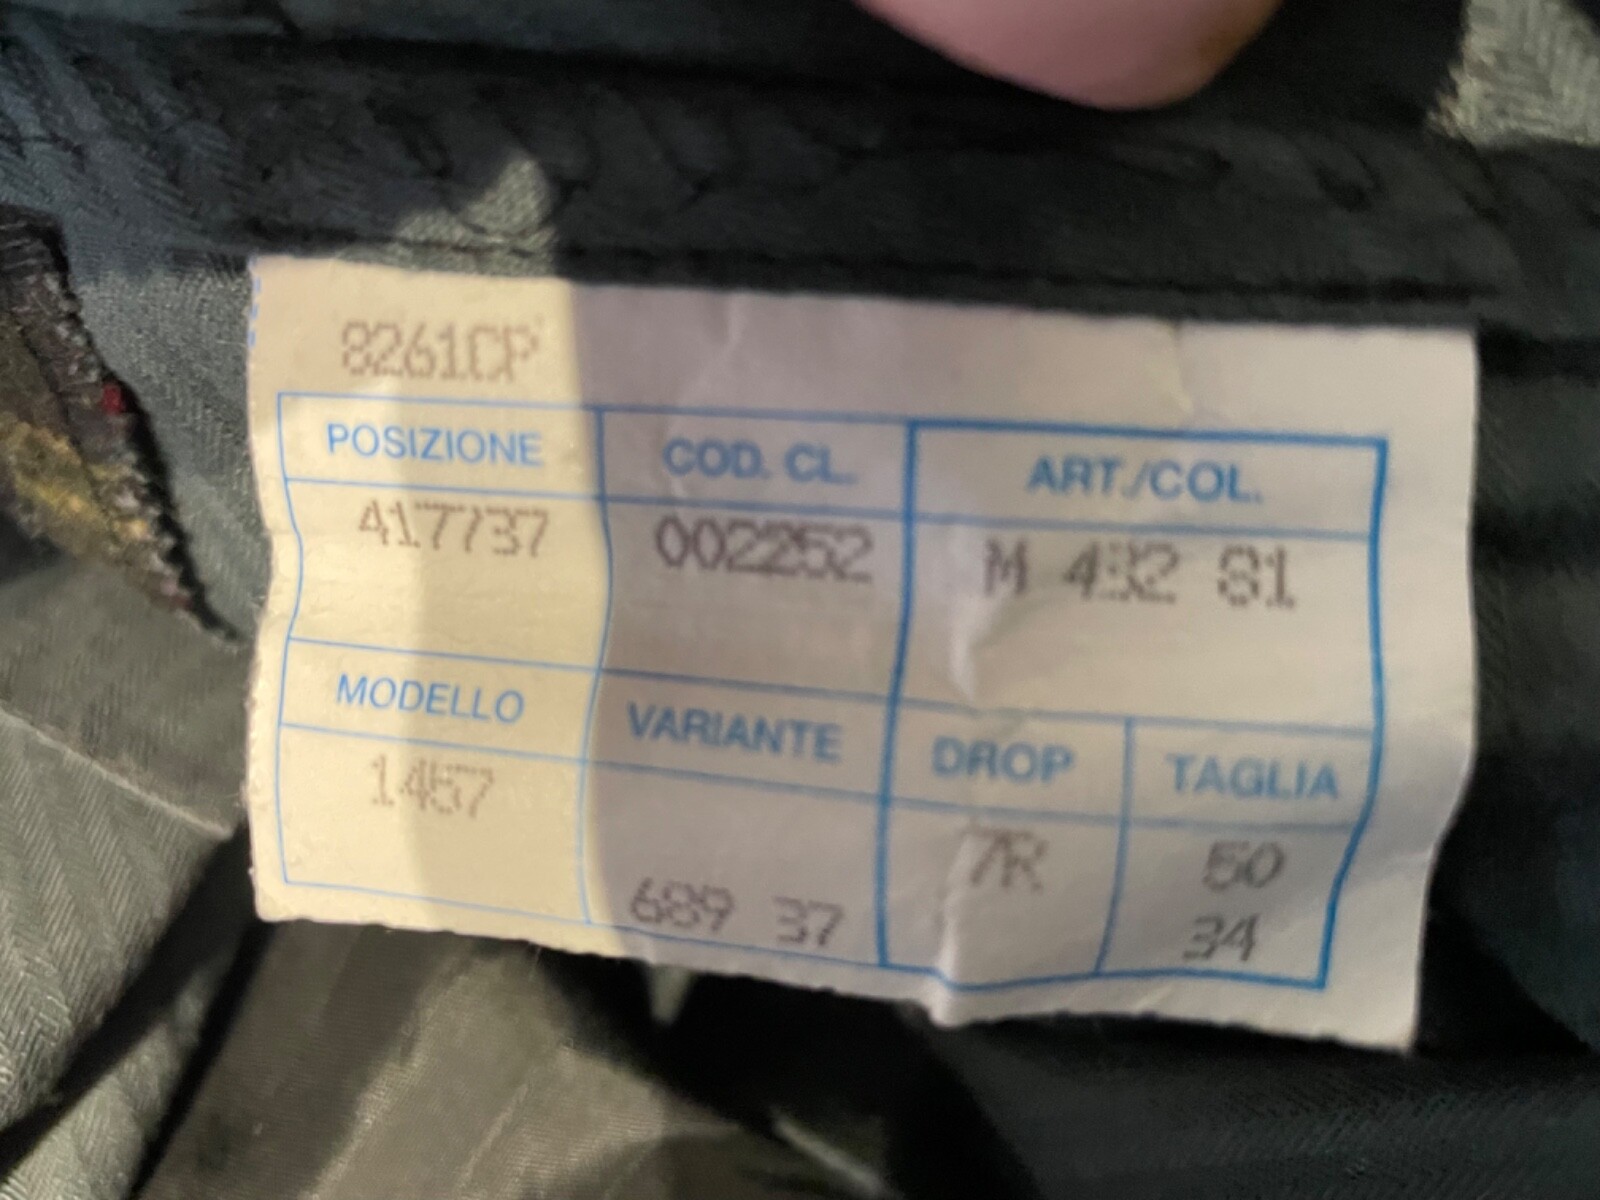 8261CP
POSIZIONE COD. CL. ART./COL.
417737 002252 M 432 81
MODELLO VARIANTE DROP TAGLIA
1457 7R 50
689 37 34